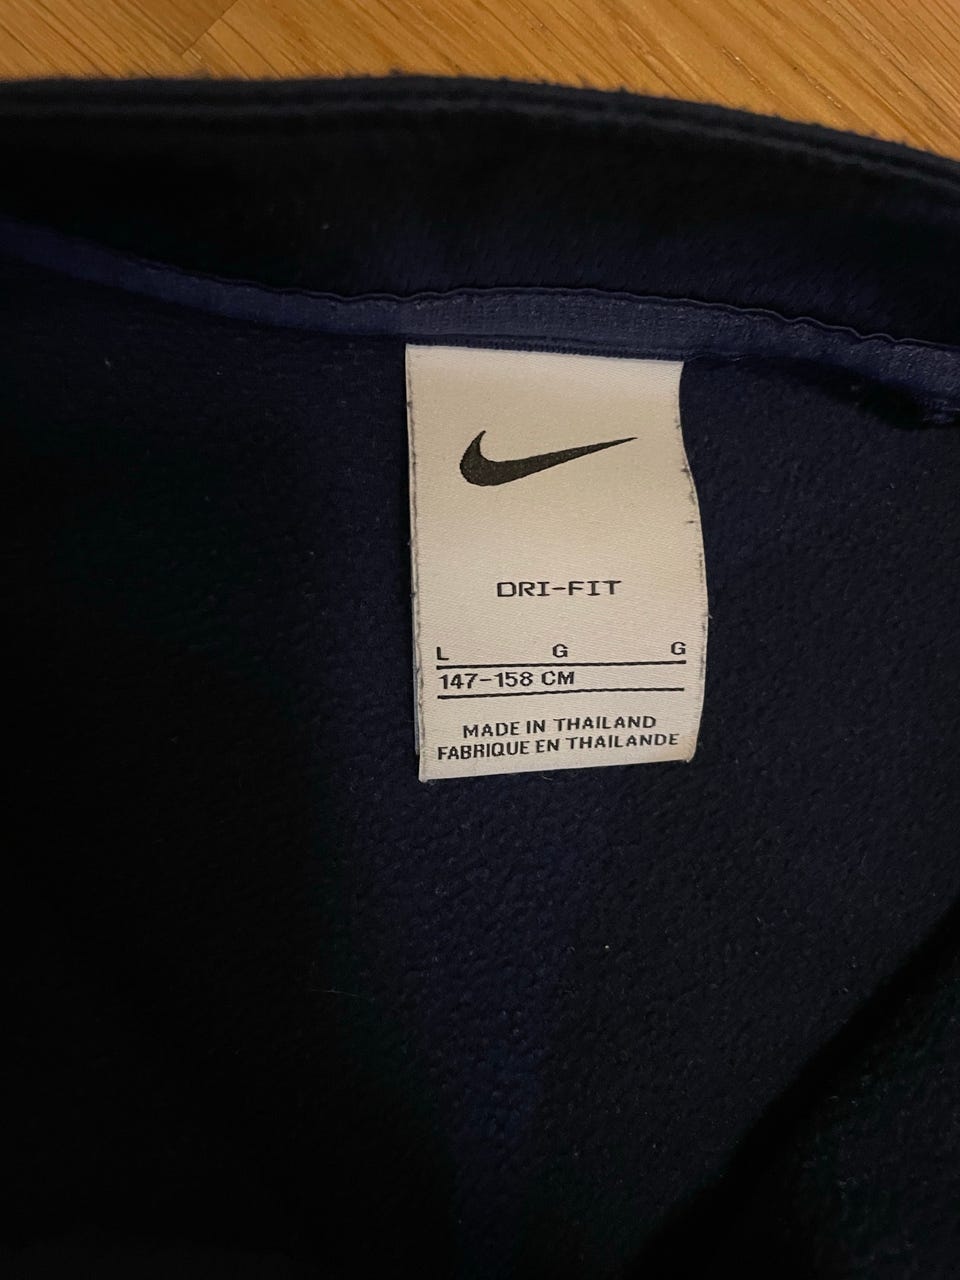 DRI-FIT
L G G
147-158 CM
MADE IN THAILAND
FABRIQUE EN THAILANDE